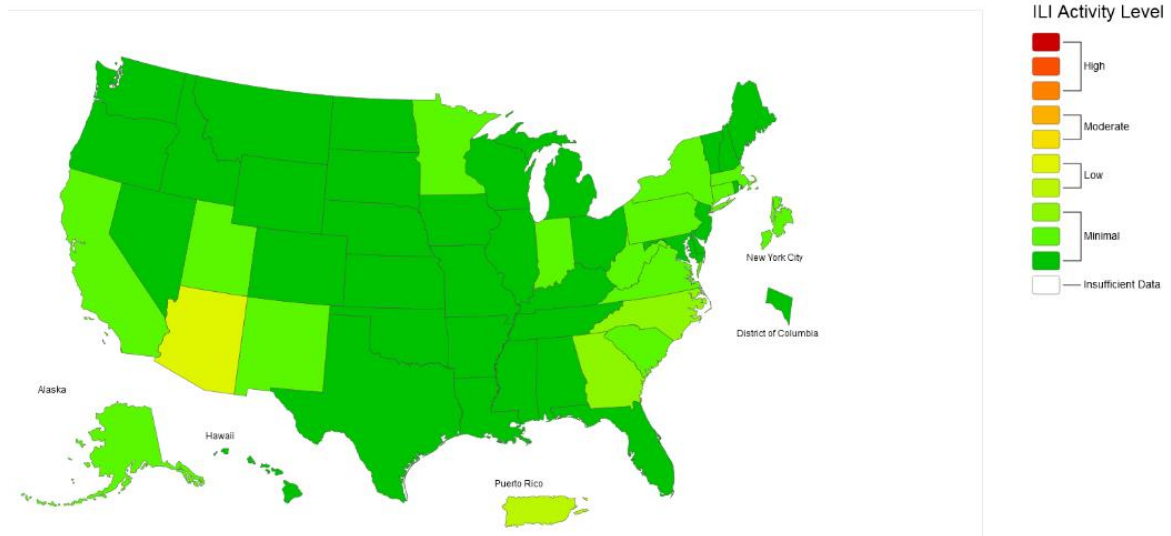 ILI Activity Level
High
Moderate
Low
Minimal
Insufficient Data
New York City
District of Columbia
Alaska
Hawaii
Puerto Rico